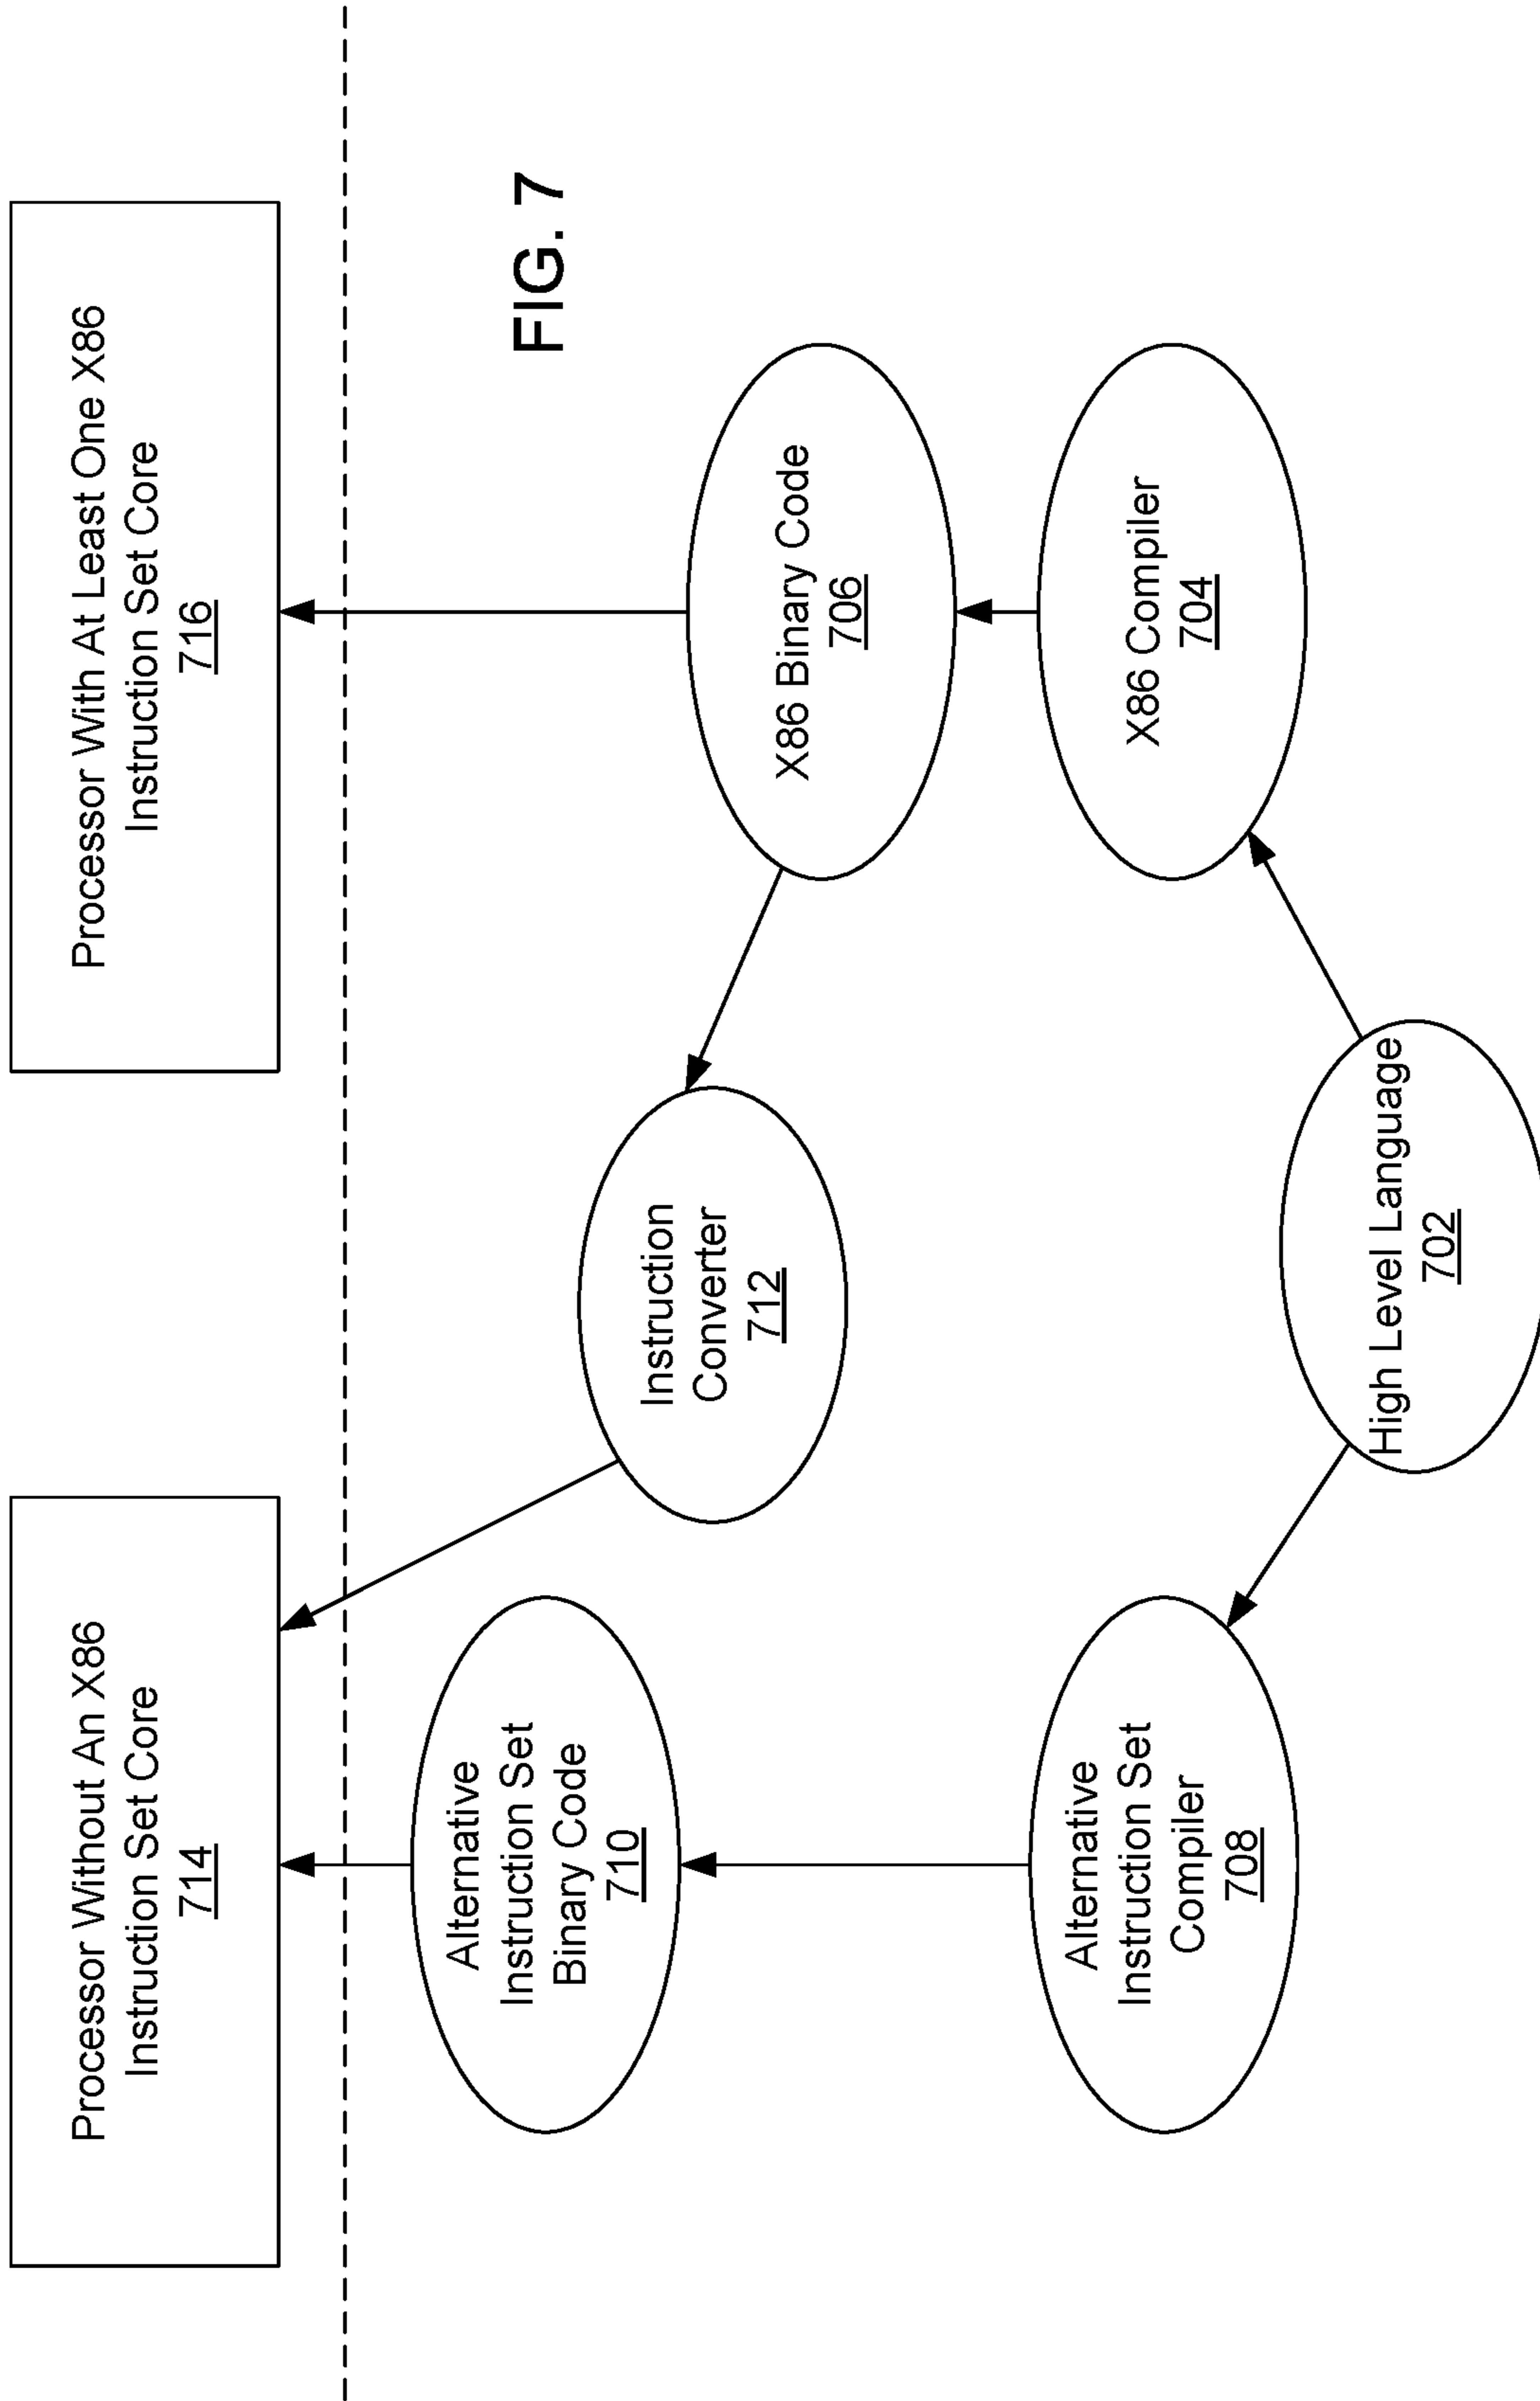 Processor Without An X86
Instruction Set Core
714
Processor With At Least One X86
Instruction Set Core
716
Alternative
Instruction Set
Binary Code
710
Instruction
Converter
712
X86 Binary Code
706
Alternative
Instruction Set
Compiler
708
X86 Compiler
704
High Level Language
702
FIG. 7